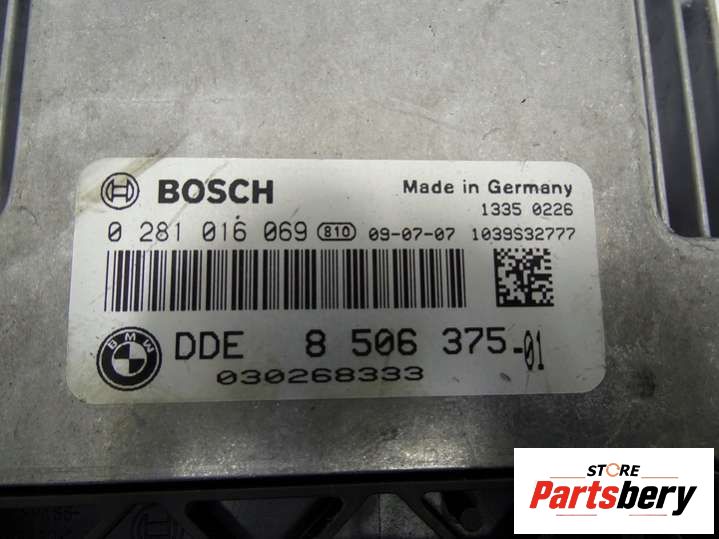 BOSCH Made in Germany
1335 0226
0 281 016 069 810 09-07-07 1039S32777
BMW DDE 8 506 375-01
030268333
STORE
Partsbery